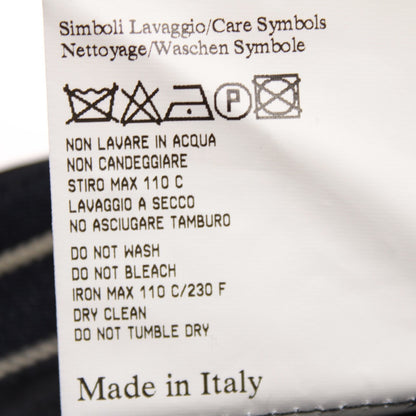 Simboli Lavaggio/Care Symbols
Nettoyage/Waschen Symbole
P
NON LAVARE IN ACQUA
NON CANDEGGIARE
STIRO MAX 110 C
LAVAGGIO A SECCO
NO ASCIUGARE TAMBURO
DO NOT WASH
DO NOT BLEACH
IRON MAX 110 C/230 F
DRY CLEAN
DO NOT TUMBLE DRY
Made in Italy